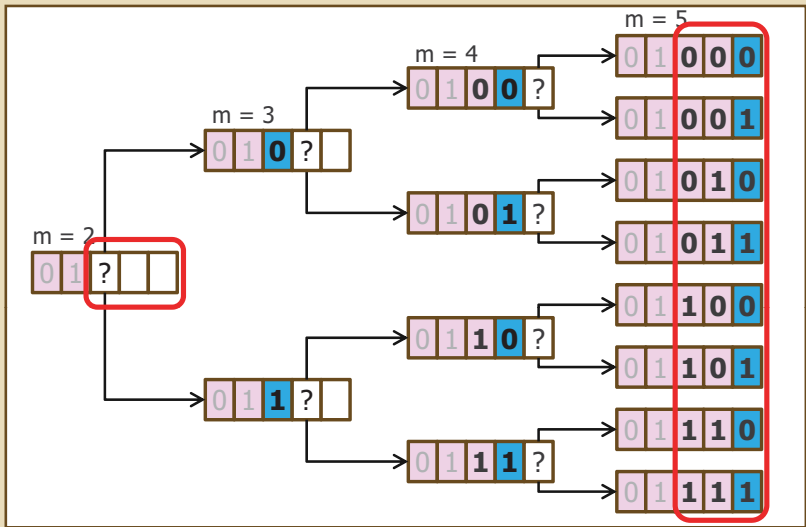 m = 5
0 1 0 0 0
m = 4
0 1 0 0 ?
0 1 0 0 1
m = 3
0 1 0 ?
0 1 0 1 0
0 1 0 1 ?
0 1 0 1 1
m = 2
0 1 ?
0 1 1 0 0
0 1 1 0 ?
0 1 1 0 1
0 1 1 ?
0 1 1 1 0
0 1 1 1 ?
0 1 1 1 1